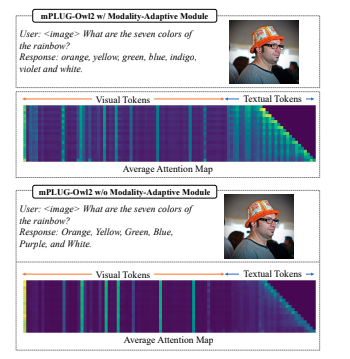 mPLUG-Owl2 w/ Modality-Adaptive Module
User: <image> What are the seven colors of
the rainbow?
Response: orange, yellow, green, blue, indigo,
violet and white.
Visual Tokens
Textual Tokens
Average Attention Map
mPLUG-Owl2 w/o Modality-Adaptive Module
User: <image> What are the seven colors of
the rainbow?
Response: Orange, Yellow, Green, Blue,
Purple, and White.
Visual Tokens
Textual Tokens
Average Attention Map